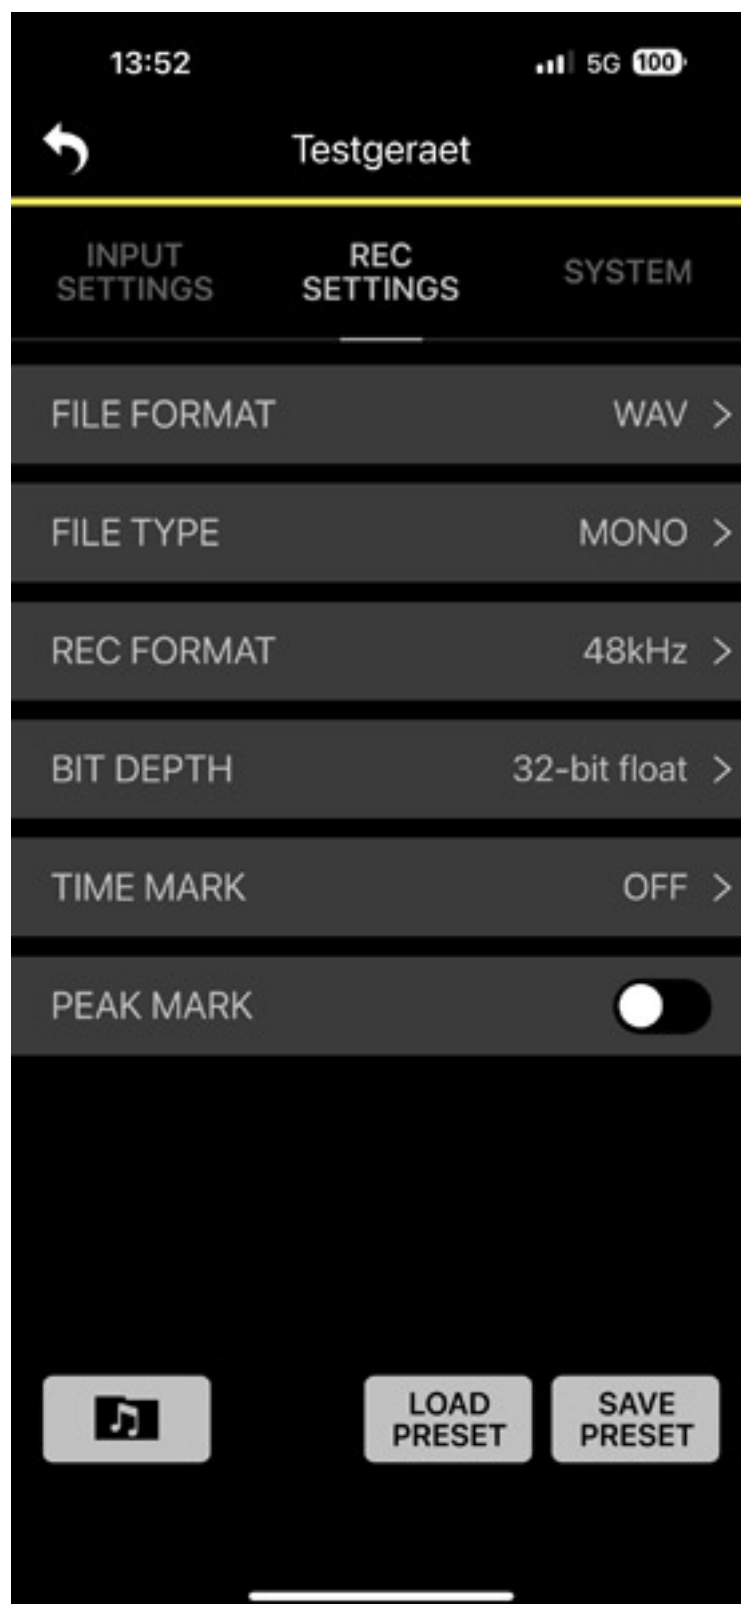 13:52 5G 100
Testgeraet
INPUT SETTINGS
REC SETTINGS
SYSTEM
FILE FORMAT WAV >
FILE TYPE MONO >
REC FORMAT 48kHz >
BIT DEPTH 32-bit float >
TIME MARK OFF >
PEAK MARK
LOAD PRESET
SAVE PRESET